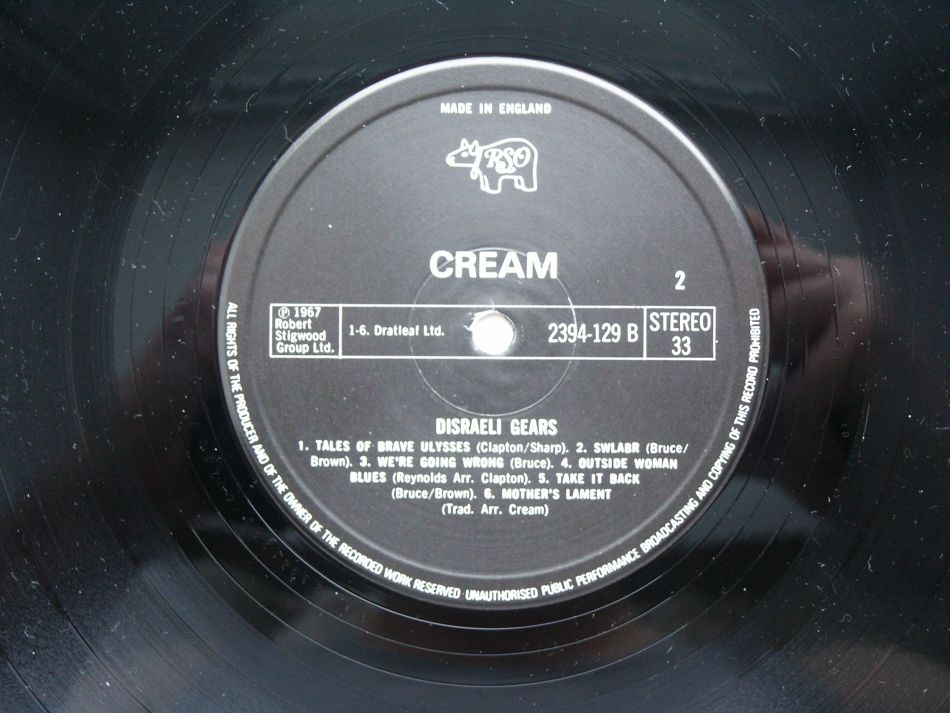 MADE IN ENGLAND
RSO
CREAM
2
℗ 1967
Robert
Stigwood
Group Ltd.
1-6. Dratleaf Ltd.
2394-129 B
STEREO
33
DISRAELI GEARS
1. TALES OF BRAVE ULYSSES (Clapton/Sharp). 2. SWLABR (Bruce/
Brown). 3. WE'RE GOING WRONG (Bruce). 4. OUTSIDE WOMAN
BLUES (Reynolds Arr. Clapton). 5. TAKE IT BACK
(Bruce/Brown). 6. MOTHER'S LAMENT
(Trad. Arr. Cream)
ALL RIGHTS OF THE PRODUCER AND OF THE OWNER OF THE RECORDED WORK RESERVED · UNAUTHORISED PUBLIC PERFORMANCE BROADCASTING AND COPYING OF THIS RECORD PROHIBITED